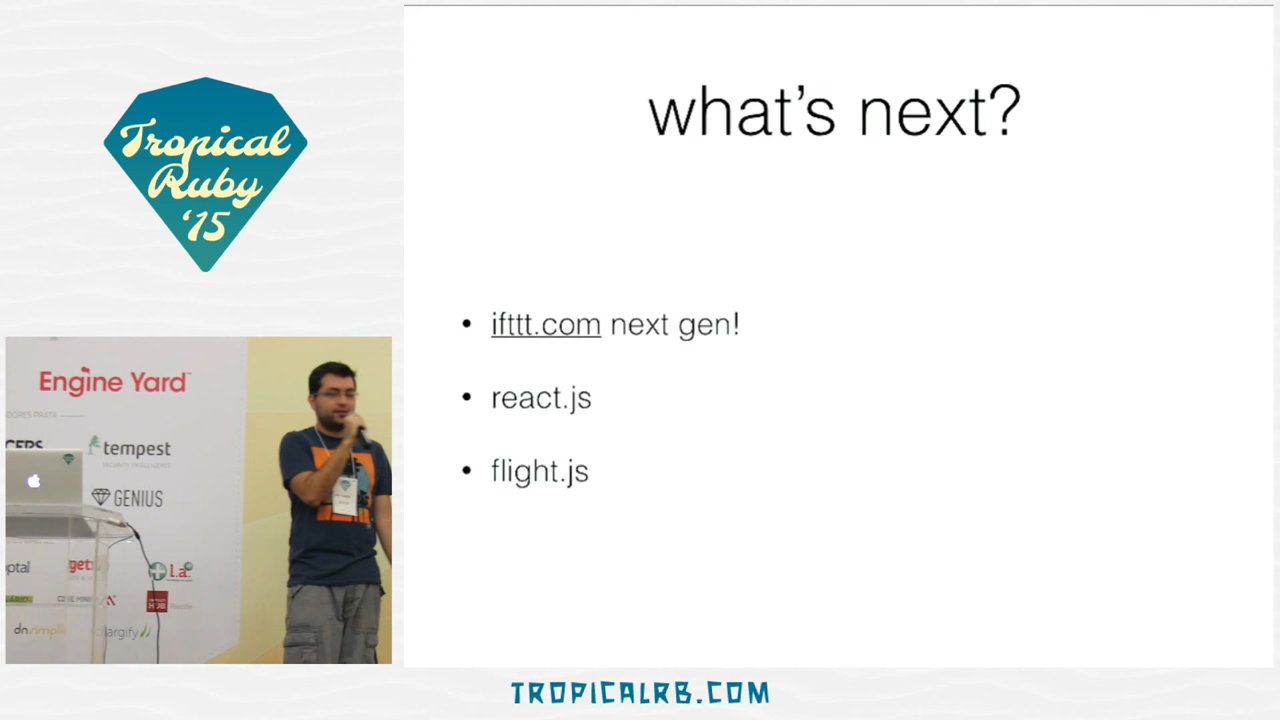 Tropical
Ruby
'15
what's next?
• ifttt.com next gen!
• react.js
• flight.js
Engine Yard
tempest
GENIUS
l.a.
HUB
TROPICALRB.COM